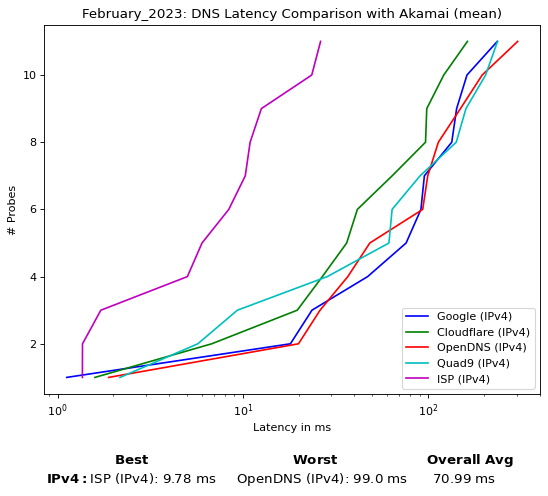 February_2023: DNS Latency Comparison with Akamai (mean)
# Probes
10
8
6
4
2
Google (IPv4)
Cloudflare (IPv4)
OpenDNS (IPv4)
Quad9 (IPv4)
ISP (IPv4)
10⁰ 10¹ 10²
Latency in ms
Best Worst Overall Avg
IPv4: ISP (IPv4): 9.78 ms OpenDNS (IPv4): 99.0 ms 70.99 ms